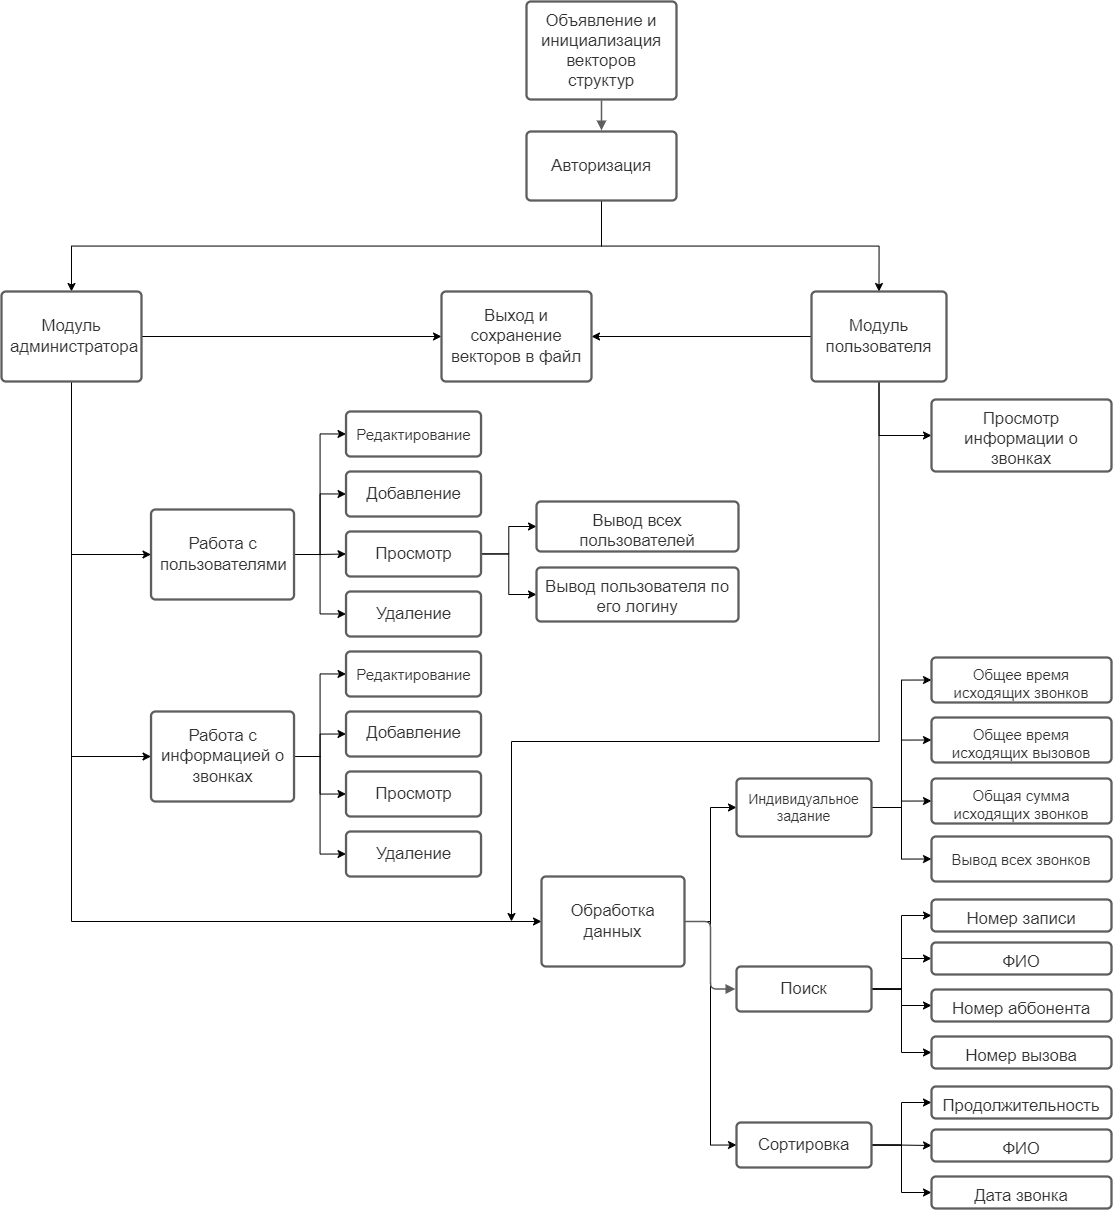 Объявление и
инициализация
векторов
структур
Авторизация
Модуль
администратора
Выход и
сохранение
векторов в файл
Модуль
пользователя
Просмотр
информации о
звонках
Редактирование
Добавление
Работа с
пользователями
Просмотр
Вывод всех
пользователей
Вывод пользователя по
его логину
Удаление
Редактирование
Добавление
Работа с
информацией о
звонках
Просмотр
Удаление
Обработка
данных
Индивидуальное
задание
Общее время
исходящих звонков
Общее время
исходящих вызовов
Общая сумма
исходящих звонков
Вывод всех звонков
Поиск
Номер записи
ФИО
Номер аббонента
Номер вызова
Сортировка
Продолжительность
ФИО
Дата звонка